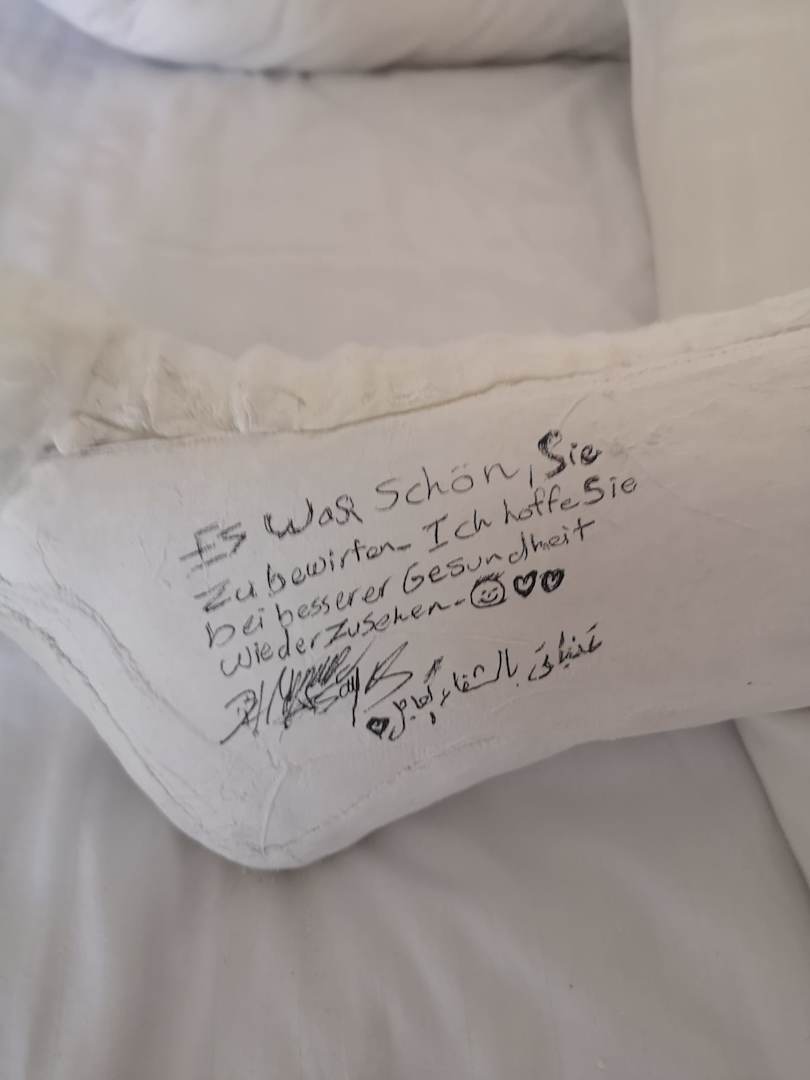 Es War Schön, Sie
Zu bewirten. Ich hoffe Sie
bei besserer Gesundheit
wiederzusehen. ☺♡♡
تمنياتي بالشفاء العاجل ♥